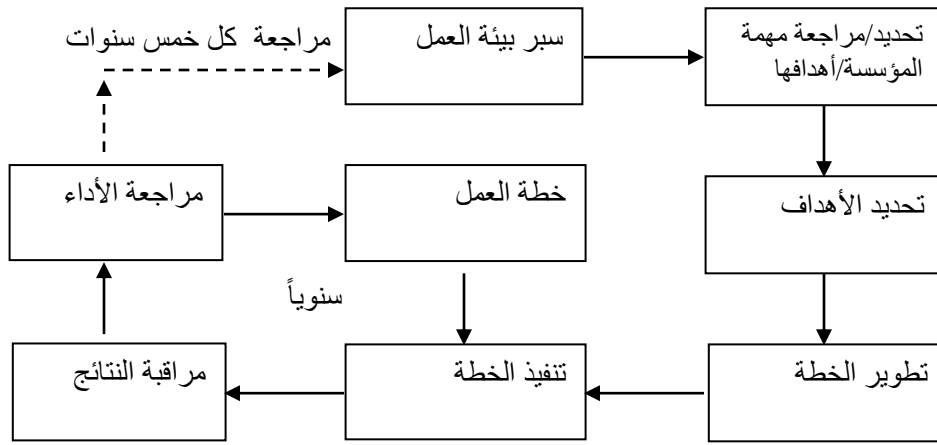 مراجعة كل خمس سنوات
سبر بيئة العمل
تحديد/مراجعة مهمة
المؤسسة/أهدافها
مراجعة الأداء
خطة العمل
تحديد الأهداف
سنوياً
مراقبة النتائج
تنفيذ الخطة
تطوير الخطة